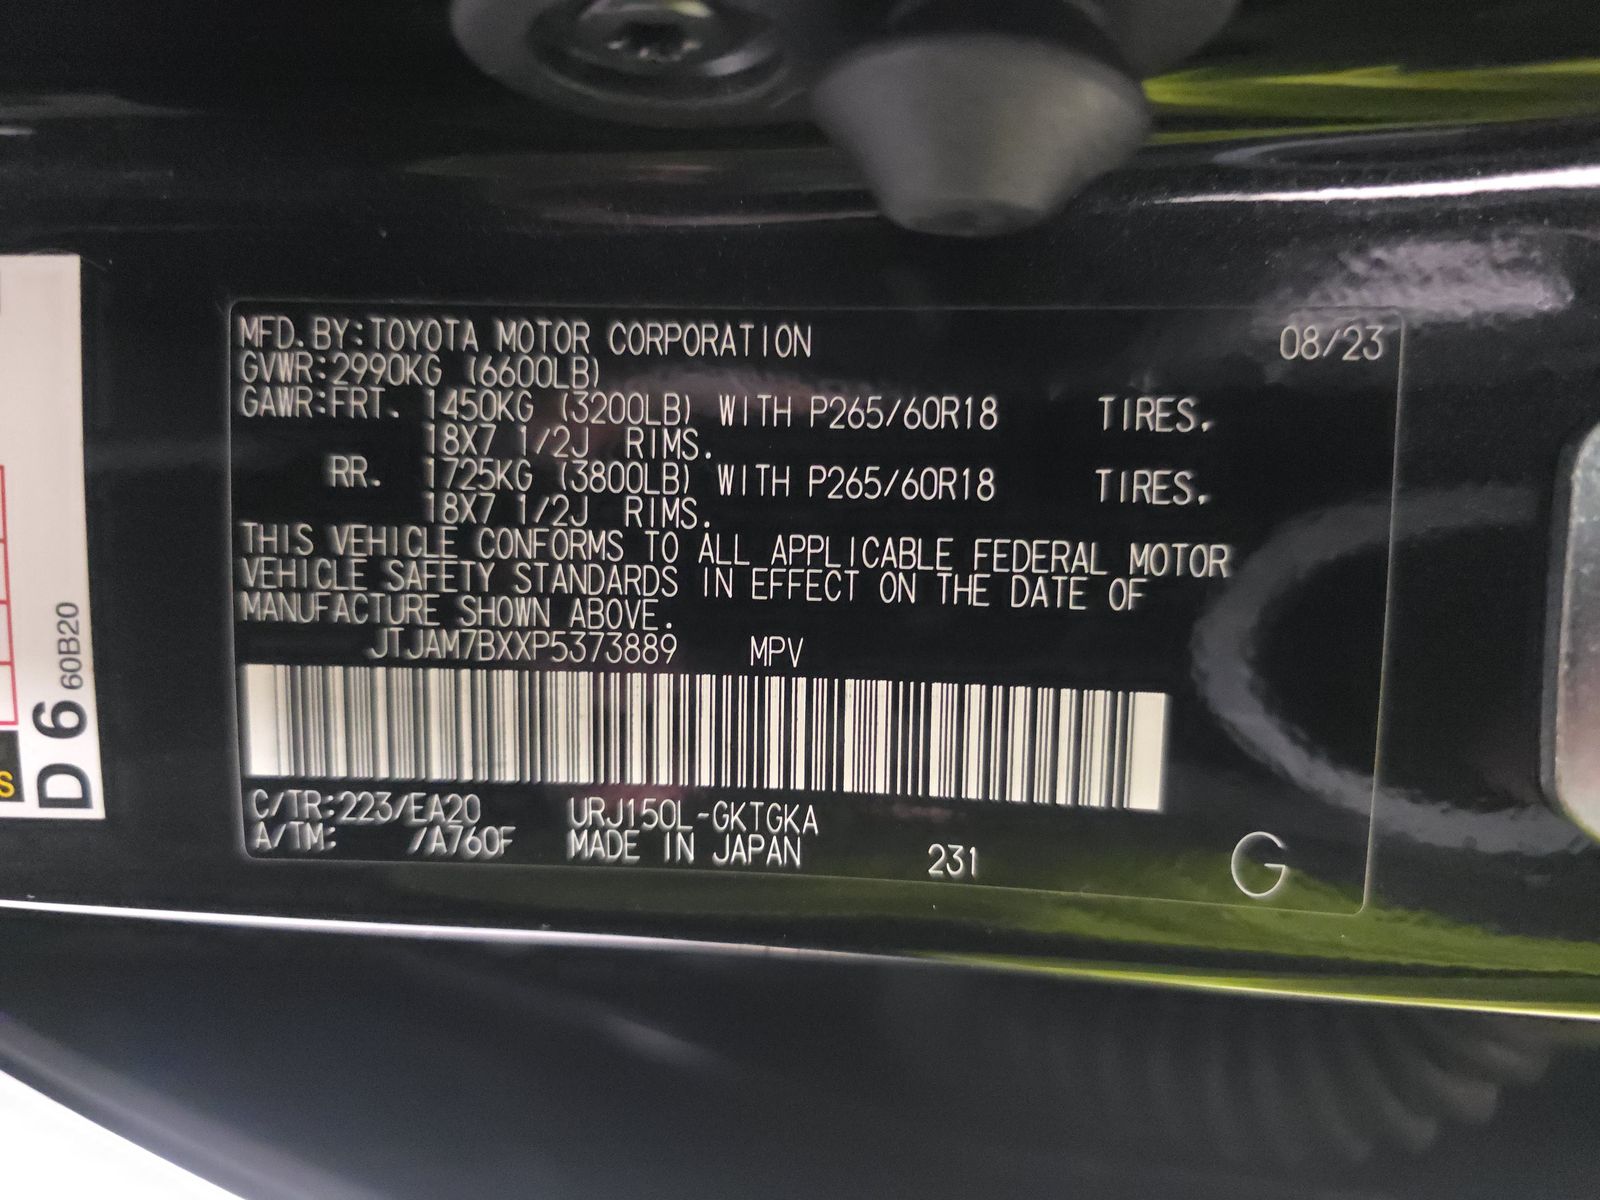 MFD. BY: TOYOTA MOTOR CORPORATION 08/23
GVWR: 2990KG (6600LB)
GAWR: FRT. 1450KG (3200LB) WITH P265/60R18 TIRES.
18X7 1/2J RIMS.
RR. 1725KG (3800LB) WITH P265/60R18 TIRES.
18X7 1/2J RIMS.
THIS VEHICLE CONFORMS TO ALL APPLICABLE FEDERAL MOTOR
VEHICLE SAFETY STANDARDS IN EFFECT ON THE DATE OF
MANUFACTURE SHOWN ABOVE.
JTJAM7BXXP5373889 MPV
C/TR: 223/EA20 URJ150L-GKTGKA
A/TM: /A760F MADE IN JAPAN 231 G
D 6 60B20
S